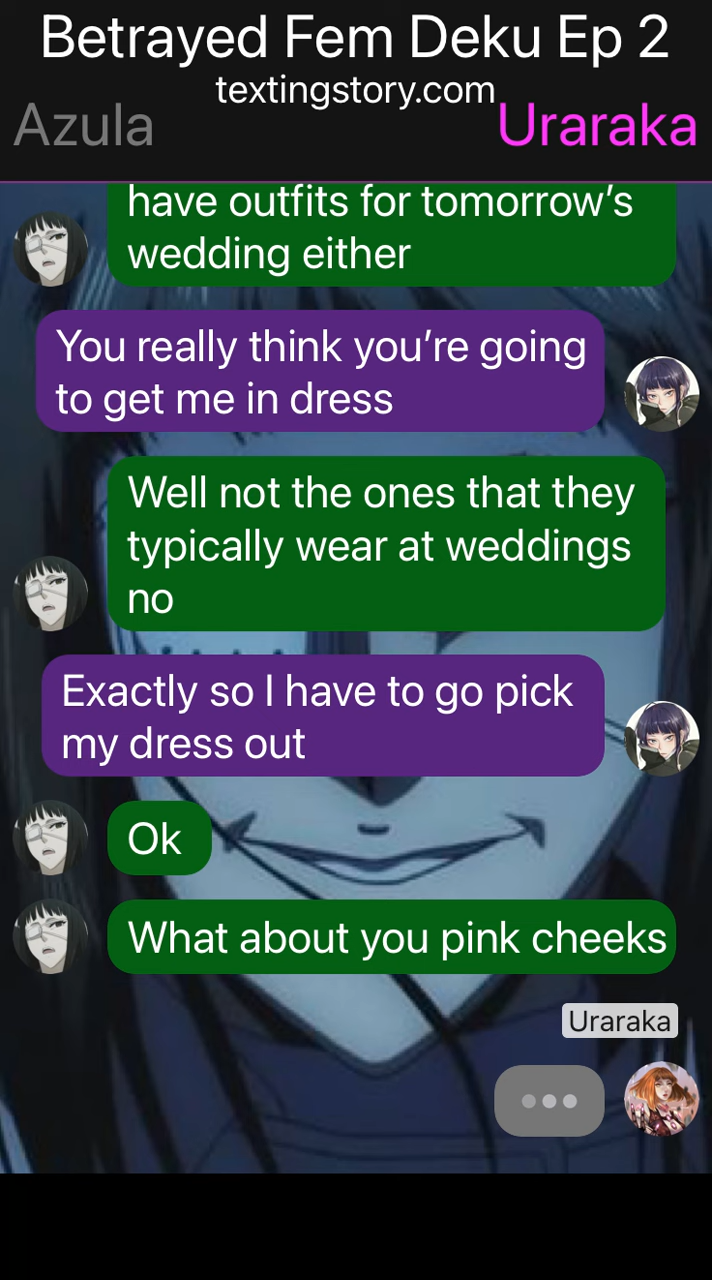 Betrayed Fem Deku Ep 2
textingstory.com
Azula
Uraraka
have outfits for tomorrow’s
wedding either
You really think you’re going
to get me in dress
Well not the ones that they
typically wear at weddings
no
Exactly so I have to go pick
my dress out
Ok
What about you pink cheeks
Uraraka